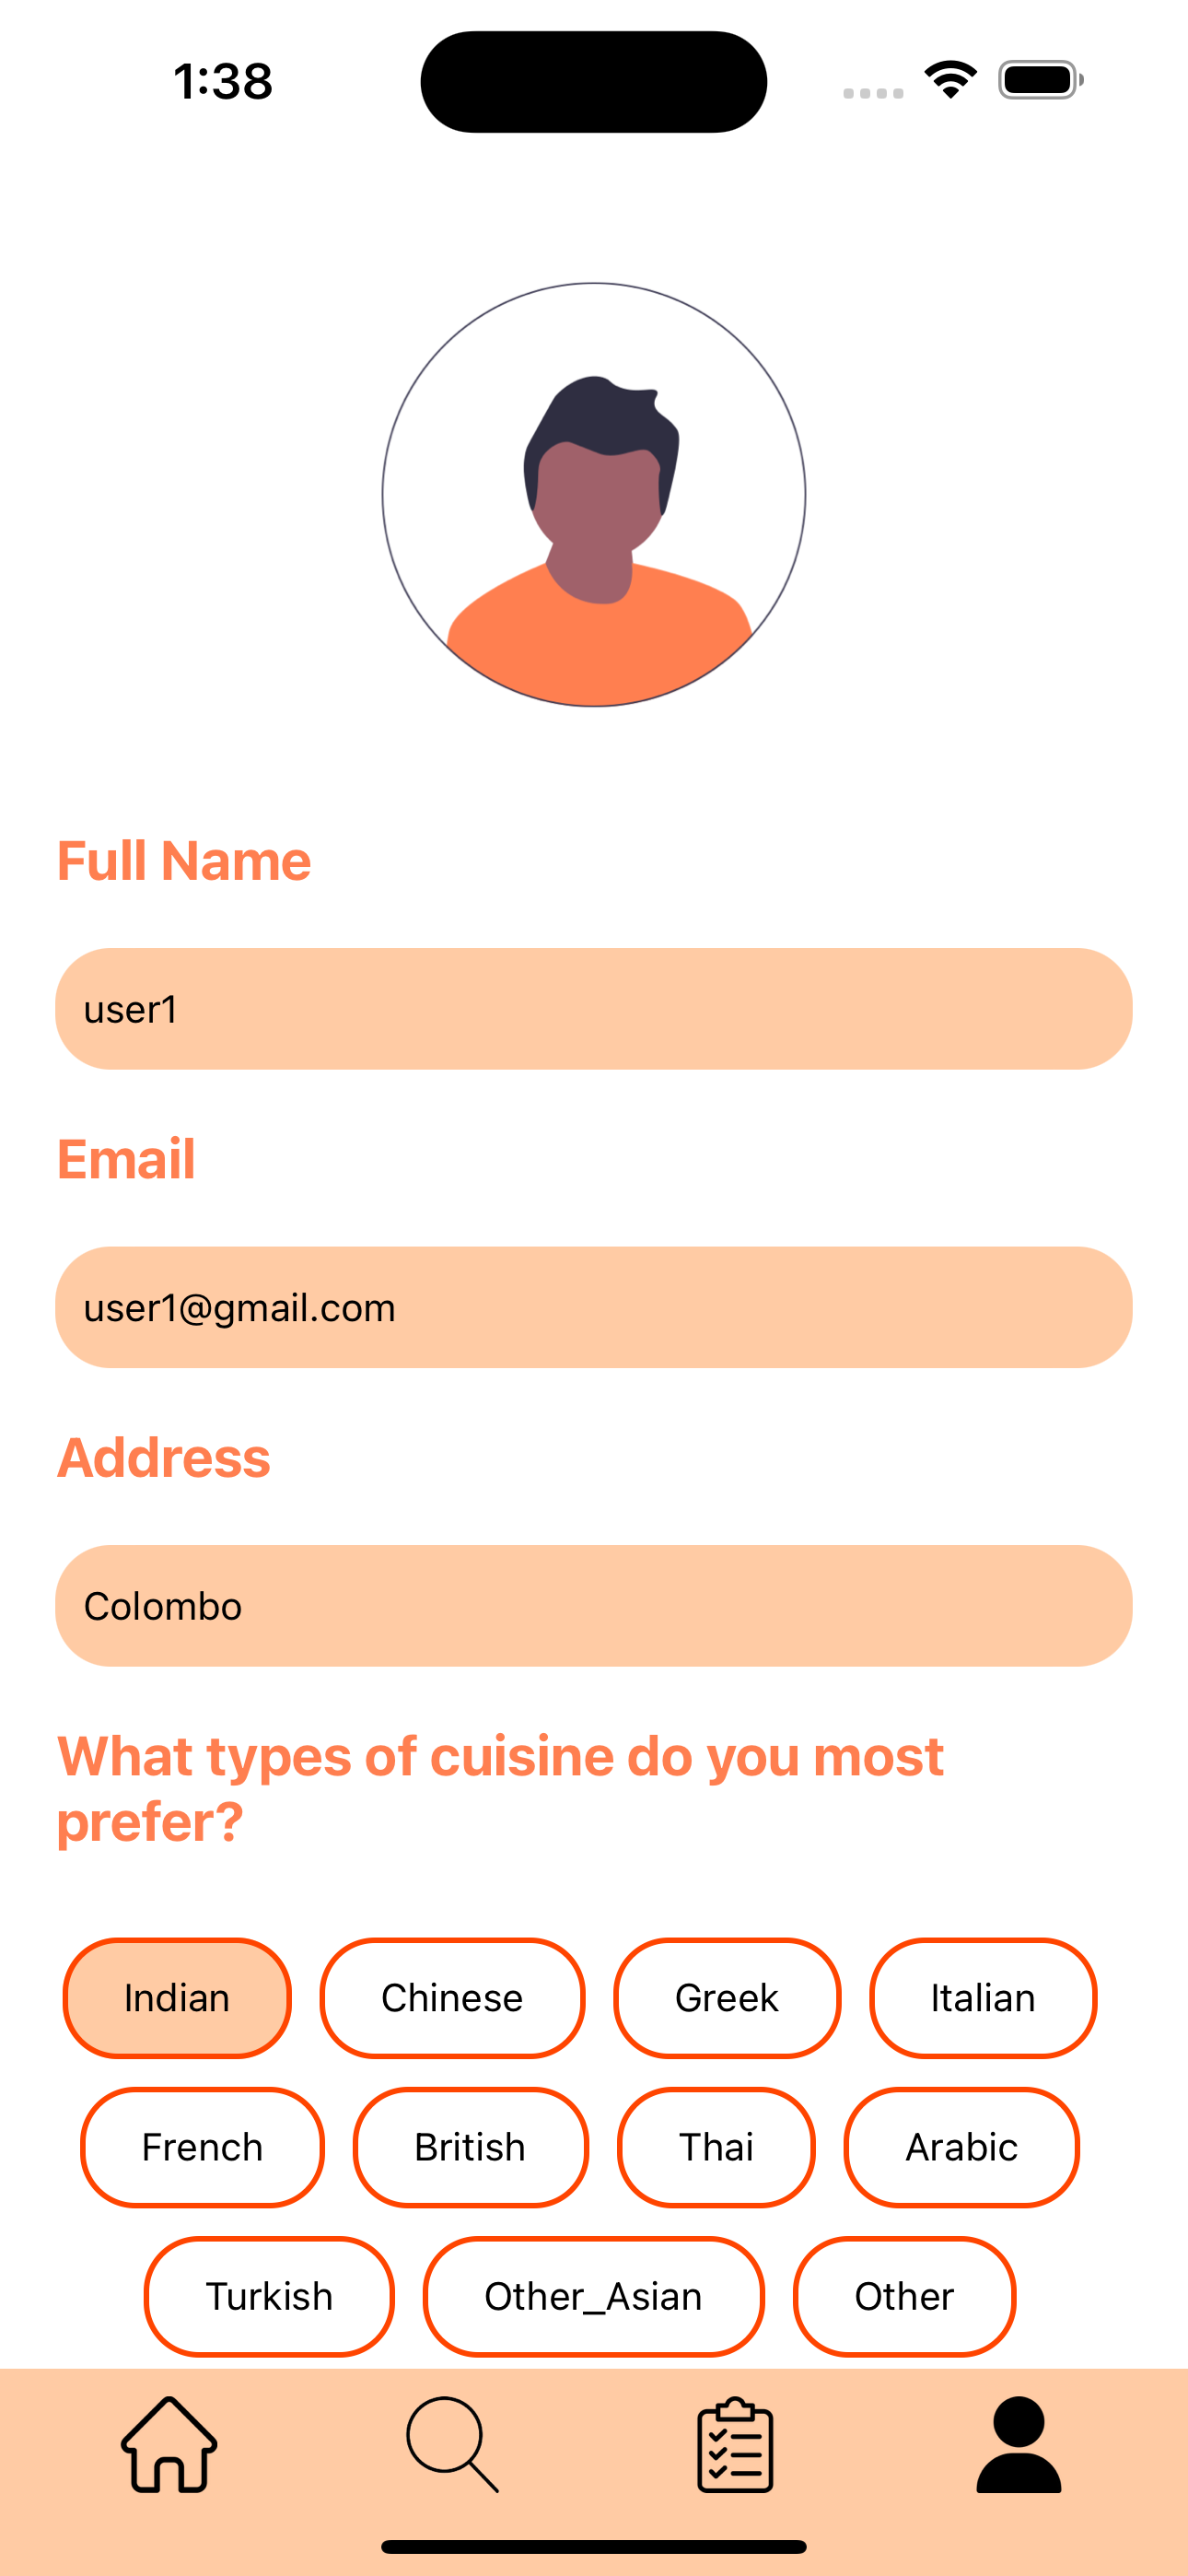 1:38
Full Name
user1
Email
user1@gmail.com
Address
Colombo
What types of cuisine do you most
prefer?
Indian Chinese Greek Italian
French British Thai Arabic
Turkish Other_Asian Other